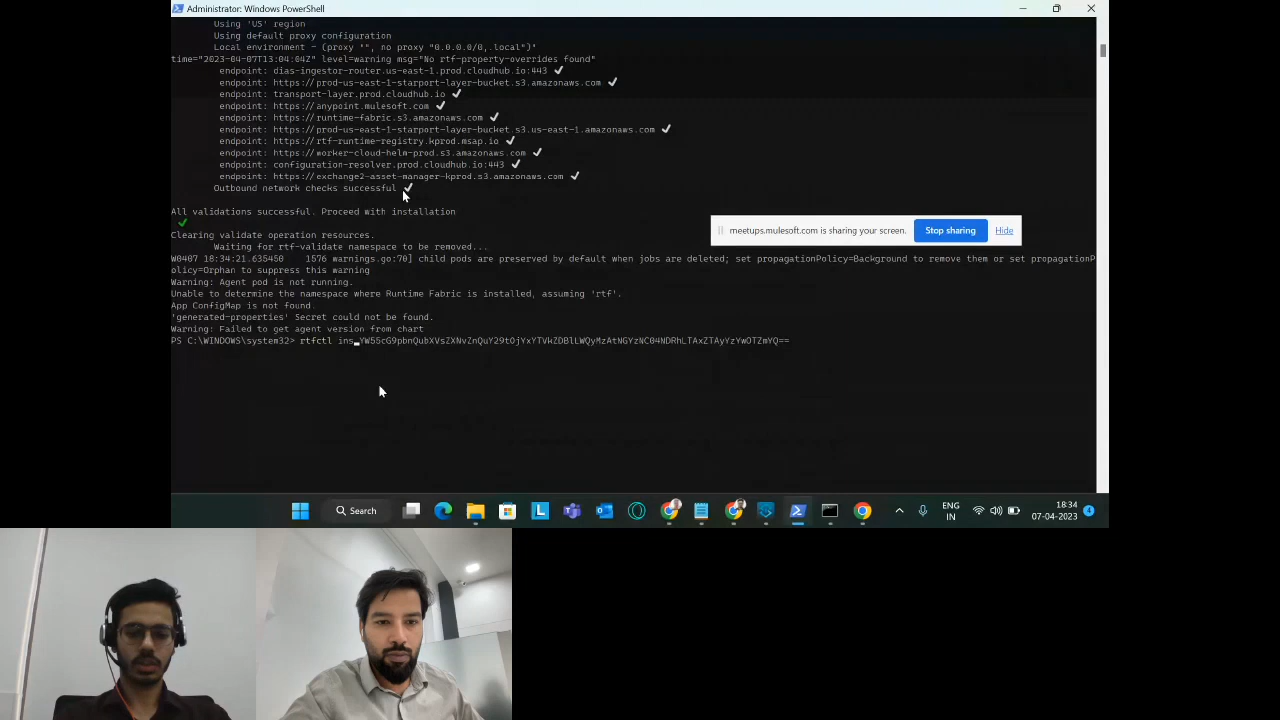 Administrator: Windows PowerShell
Using 'US' region
Using default proxy configuration
Local environment - (proxy "", no proxy "0.0.0.0/0,.local")"
time="2023-04-07T13:04:04Z" level=warning msg="No rtf-property-overrides found"
endpoint: dias-ingestor-router.us-east-1.prod.cloudhub.io:443 ✔
endpoint: https://prod-us-east-1-starport-layer-bucket.s3.amazonaws.com ✔
endpoint: transport-layer.prod.cloudhub.io ✔
endpoint: https://anypoint.mulesoft.com ✔
endpoint: https://runtime-fabric.s3.amazonaws.com ✔
endpoint: https://prod-us-east-1-starport-layer-bucket.s3.us-east-1.amazonaws.com ✔
endpoint: https://rtf-runtime-registry.kprod.msap.io ✔
endpoint: https://worker-cloud-helm-prod.s3.amazonaws.com ✔
endpoint: configuration-resolver.prod.cloudhub.io:443 ✔
endpoint: https://exchange2-asset-manager-kprod.s3.amazonaws.com ✔
Outbound network checks successful ✔
All validations successful. Proceed with installation
✔
Clearing validate operation resources.
Waiting for rtf-validate namespace to be removed...
W0407 18:34:21.635450 1576 warnings.go:70] child pods are preserved by default when jobs are deleted; set propagationPolicy=Background to remove them or set propagationP
olicy=Orphan to suppress this warning
Warning: Agent pod is not running.
Unable to determine the namespace where Runtime Fabric is installed, assuming 'rtf'.
App ConfigMap is not found.
'generated-properties' Secret could not be found.
Warning: Failed to get agent version from chart
PS C:\WINDOWS\system32> rtfctl ins
meetups.mulesoft.com is sharing your screen.
Stop sharing
Hide
Search
ENG
IN
18:34
07-04-2023
4